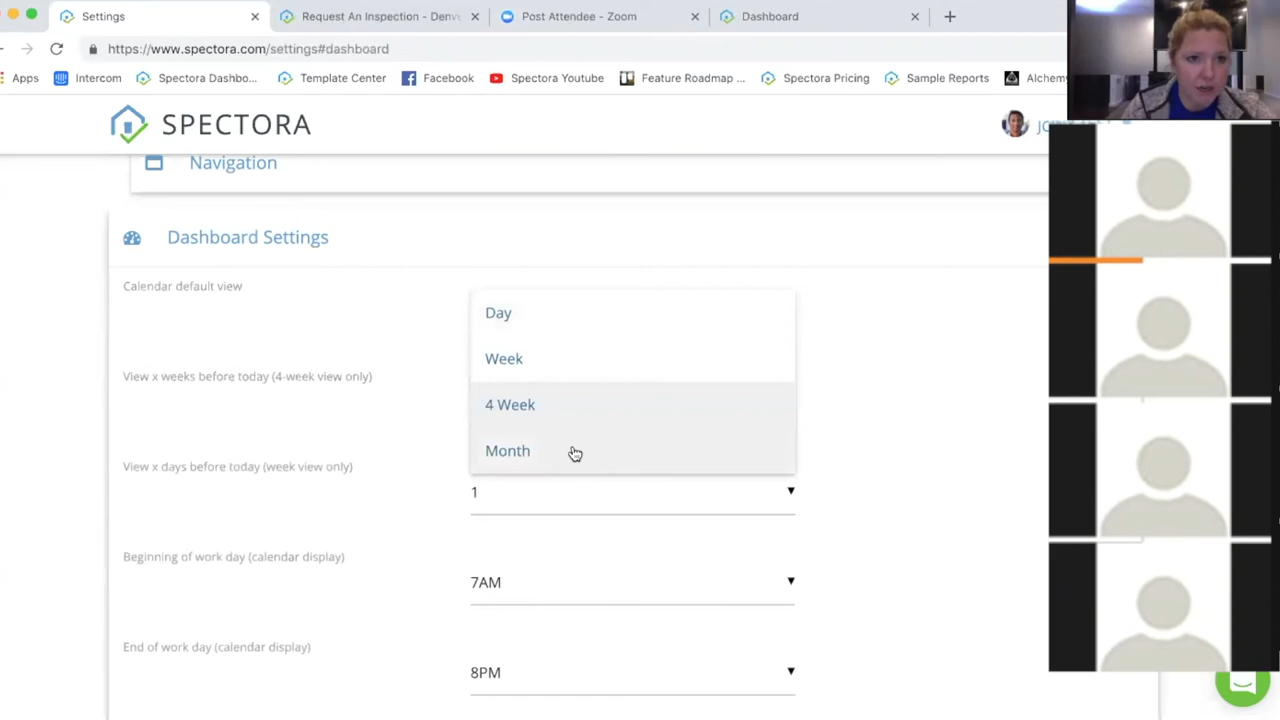 Settings
Request An Inspection - Denv
Post Attendee - Zoom
Dashboard
https://www.spectora.com/settings#dashboard
Apps
Intercom
Spectora Dashbo...
Template Center
Facebook
Spectora Youtube
Feature Roadmap ...
Spectora Pricing
Sample Reports
Alchemy
SPECTORA
Navigation
Dashboard Settings
Calendar default view
Day
Week
View x weeks before today (4-week view only)
4 Week
Month
View x days before today (week view only)
1
Beginning of work day (calendar display)
7AM
End of work day (calendar display)
8PM